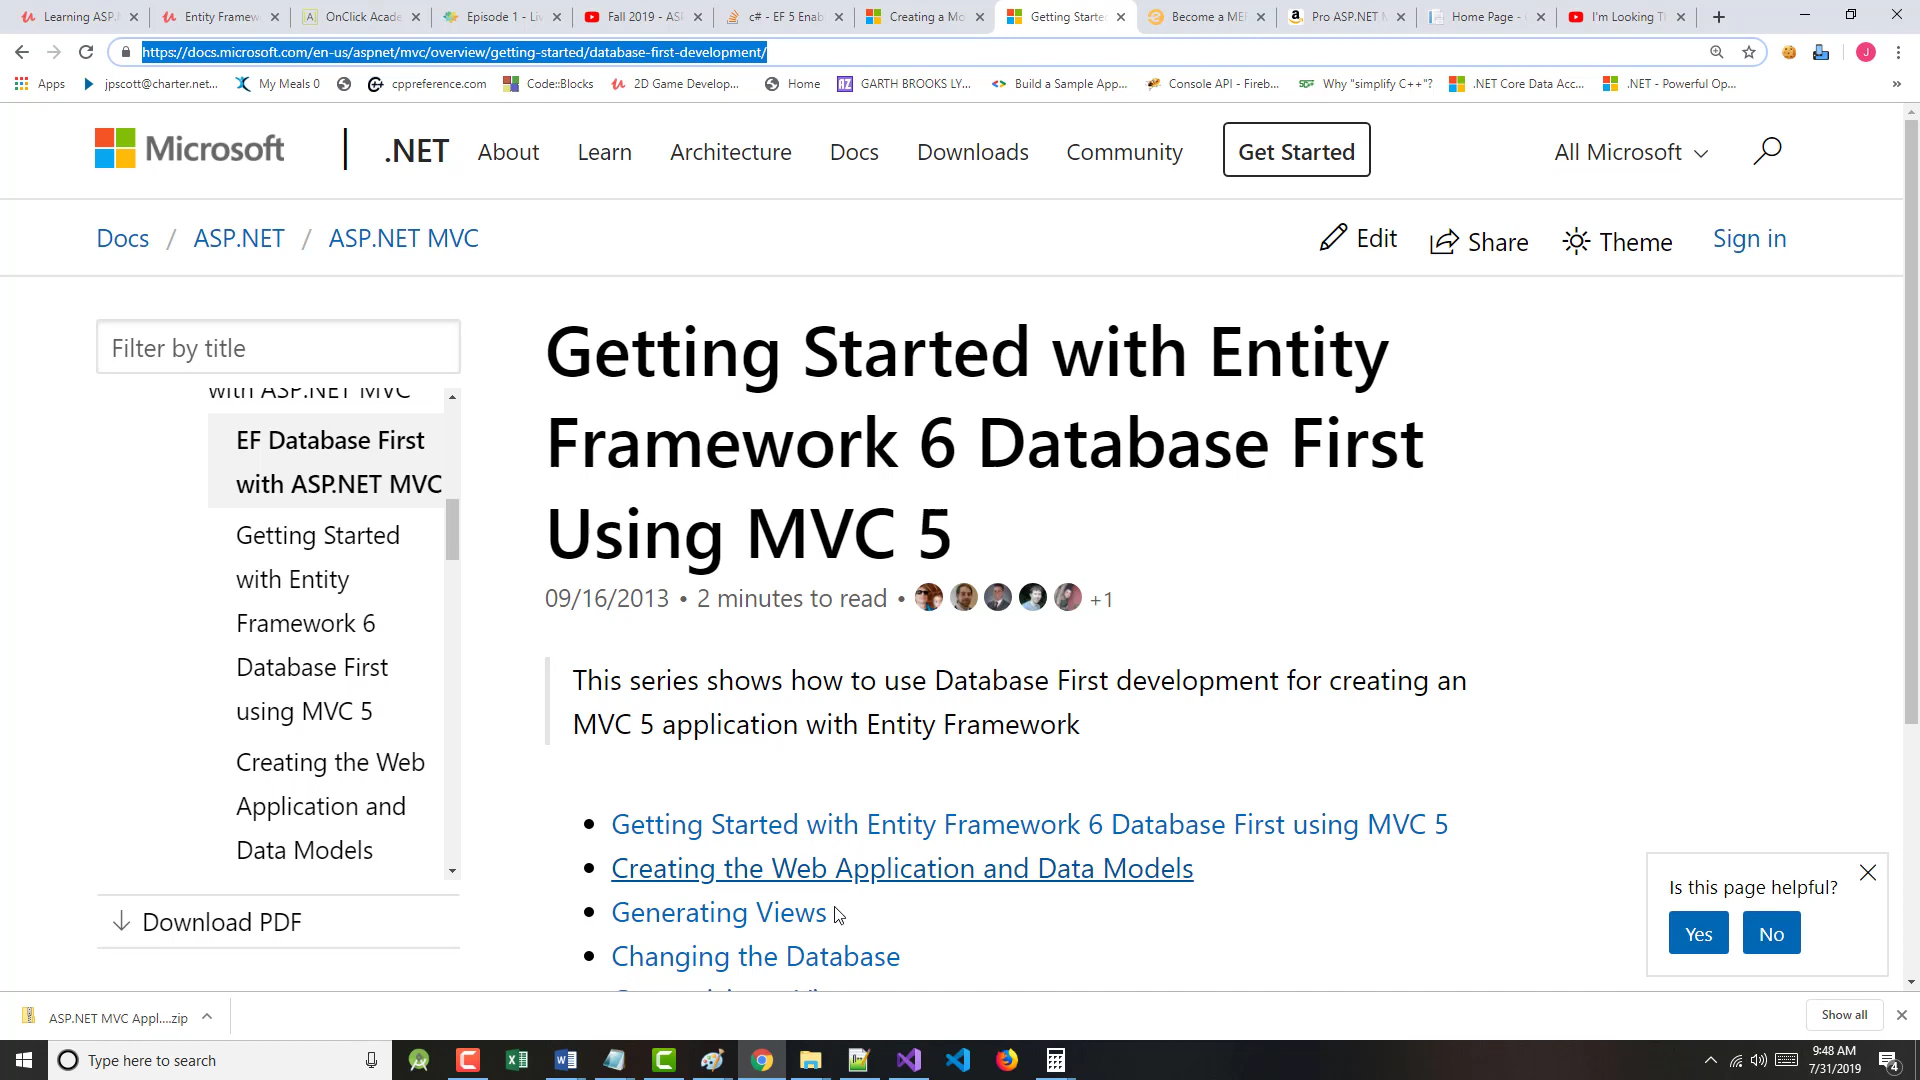 Learning ASP.
Entity Framew
OnClick Acade
Episode 1 - Liv
Fall 2019 - ASP
c# - EF 5 Enab
Creating a Mo
Getting Starte
Become a MEI
Pro ASP.NET M
Home Page -
I'm Looking T
https://docs.microsoft.com/en-us/aspnet/mvc/overview/getting-started/database-first-development/
J
Apps
jpscott@charter.net...
My Meals 0
cppreference.com
Code::Blocks
2D Game Develop...
Home
AZ
GARTH BROOKS LY...
Build a Sample App...
Console API - Fireb...
Why "simplify C++"?
.NET Core Data Acc...
.NET - Powerful Op...
»
Microsoft
.NET
About
Learn
Architecture
Docs
Downloads
Community
Get Started
All Microsoft
Docs / ASP.NET / ASP.NET MVC
Edit
Share
Theme
Sign in
Filter by title
with ASP.NET MVC
EF Database First
with ASP.NET MVC
Getting Started
with Entity
Framework 6
Database First
using MVC 5
Creating the Web
Application and
Data Models
Download PDF
Getting Started with Entity
Framework 6 Database First
Using MVC 5
09/16/2013 • 2 minutes to read • +1
This series shows how to use Database First development for creating an
MVC 5 application with Entity Framework
• Getting Started with Entity Framework 6 Database First using MVC 5
• Creating the Web Application and Data Models
• Generating Views
• Changing the Database
Is this page helpful?
Yes
No
ASP.NET MVC Appl....zip
Show all
Type here to search
9:48 AM
7/31/2019
4